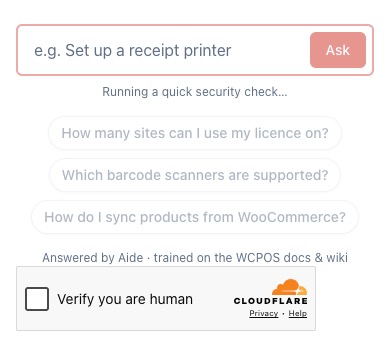 e.g. Set up a receipt printer
Ask
Running a quick security check...
How many sites can I use my licence on?
Which barcode scanners are supported?
How do I sync products from WooCommerce?
Answered by Aide · trained on the WCPOS docs & wiki
Verify you are human
CLOUDFLARE
Privacy • Help